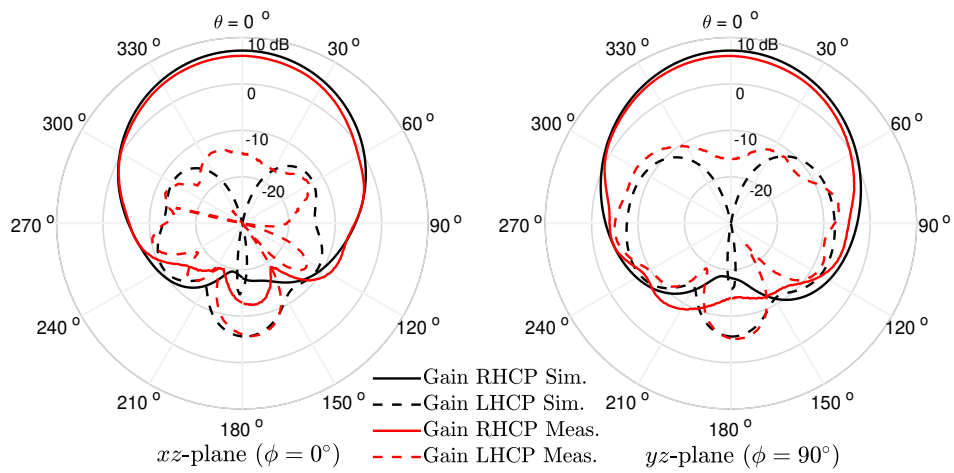 θ = 0 °
10 dB
0
-10
-20
30 °
60 °
90 °
120 °
150 °
180 °
210 °
240 °
270 °
300 °
330 °
xz-plane (ϕ = 0°)
θ = 0 °
10 dB
0
-10
-20
30 °
60 °
90 °
120 °
150 °
180 °
210 °
240 °
270 °
300 °
330 °
yz-plane (ϕ = 90°)
Gain RHCP Sim.
Gain LHCP Sim.
Gain RHCP Meas.
Gain LHCP Meas.